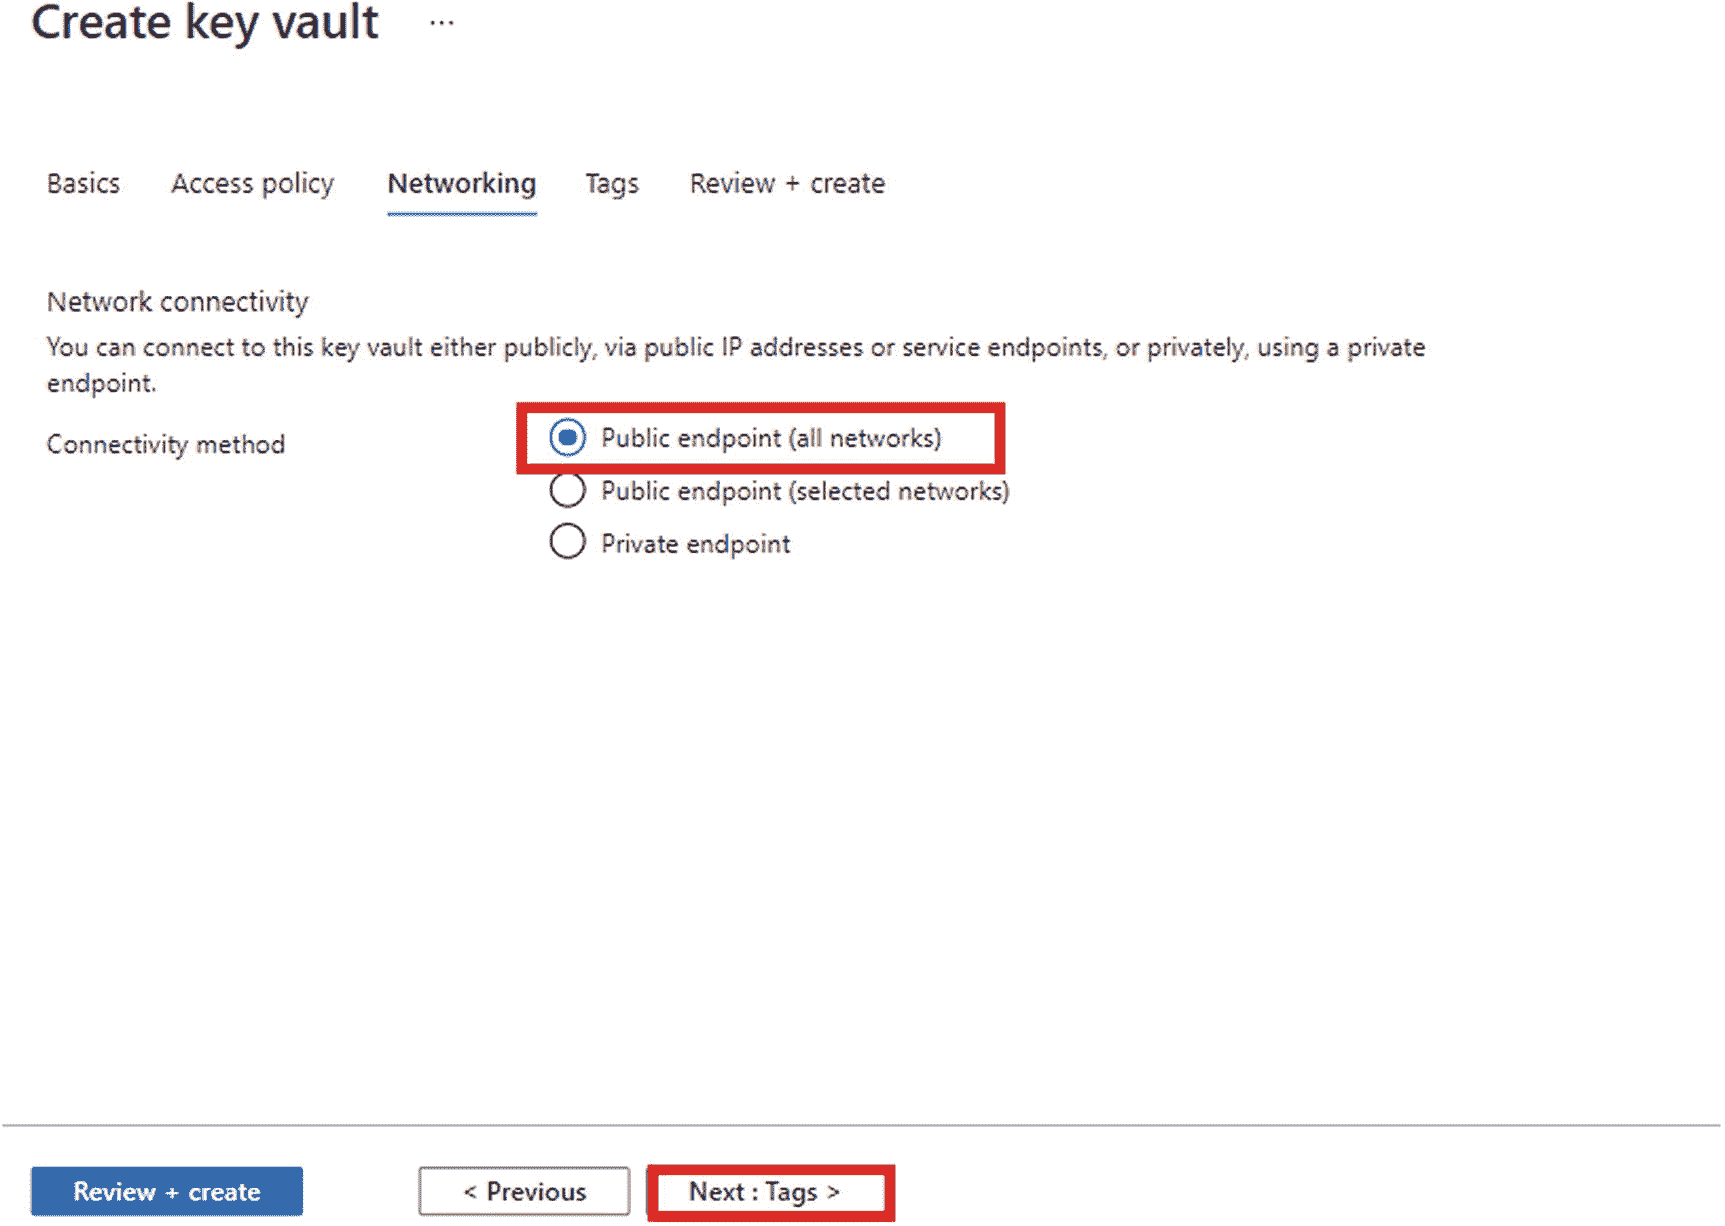 Create key vault ...
Basics Access policy Networking Tags Review + create
Network connectivity
You can connect to this key vault either publicly, via public IP addresses or service endpoints, or privately, using a private
endpoint.
Connectivity method
Public endpoint (all networks)
Public endpoint (selected networks)
Private endpoint
Review + create < Previous Next : Tags >